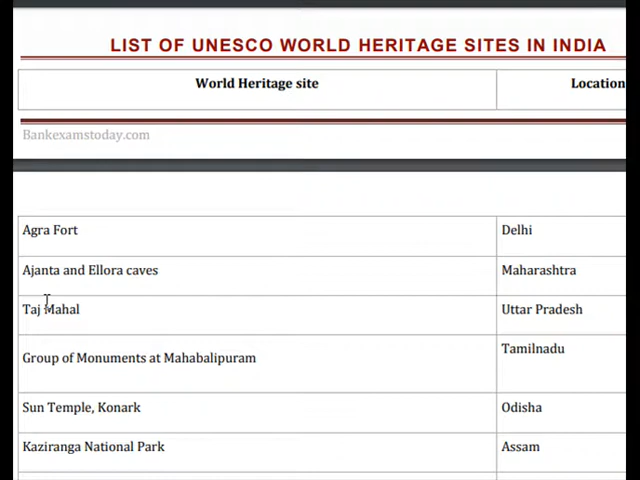 LIST OF UNESCO WORLD HERITAGE SITES IN INDIA
World Heritage site Location
Bankexamstoday.com
Agra Fort Delhi
Ajanta and Ellora caves Maharashtra
Taj Mahal Uttar Pradesh
Group of Monuments at Mahabalipuram Tamilnadu
Sun Temple, Konark Odisha
Kaziranga National Park Assam